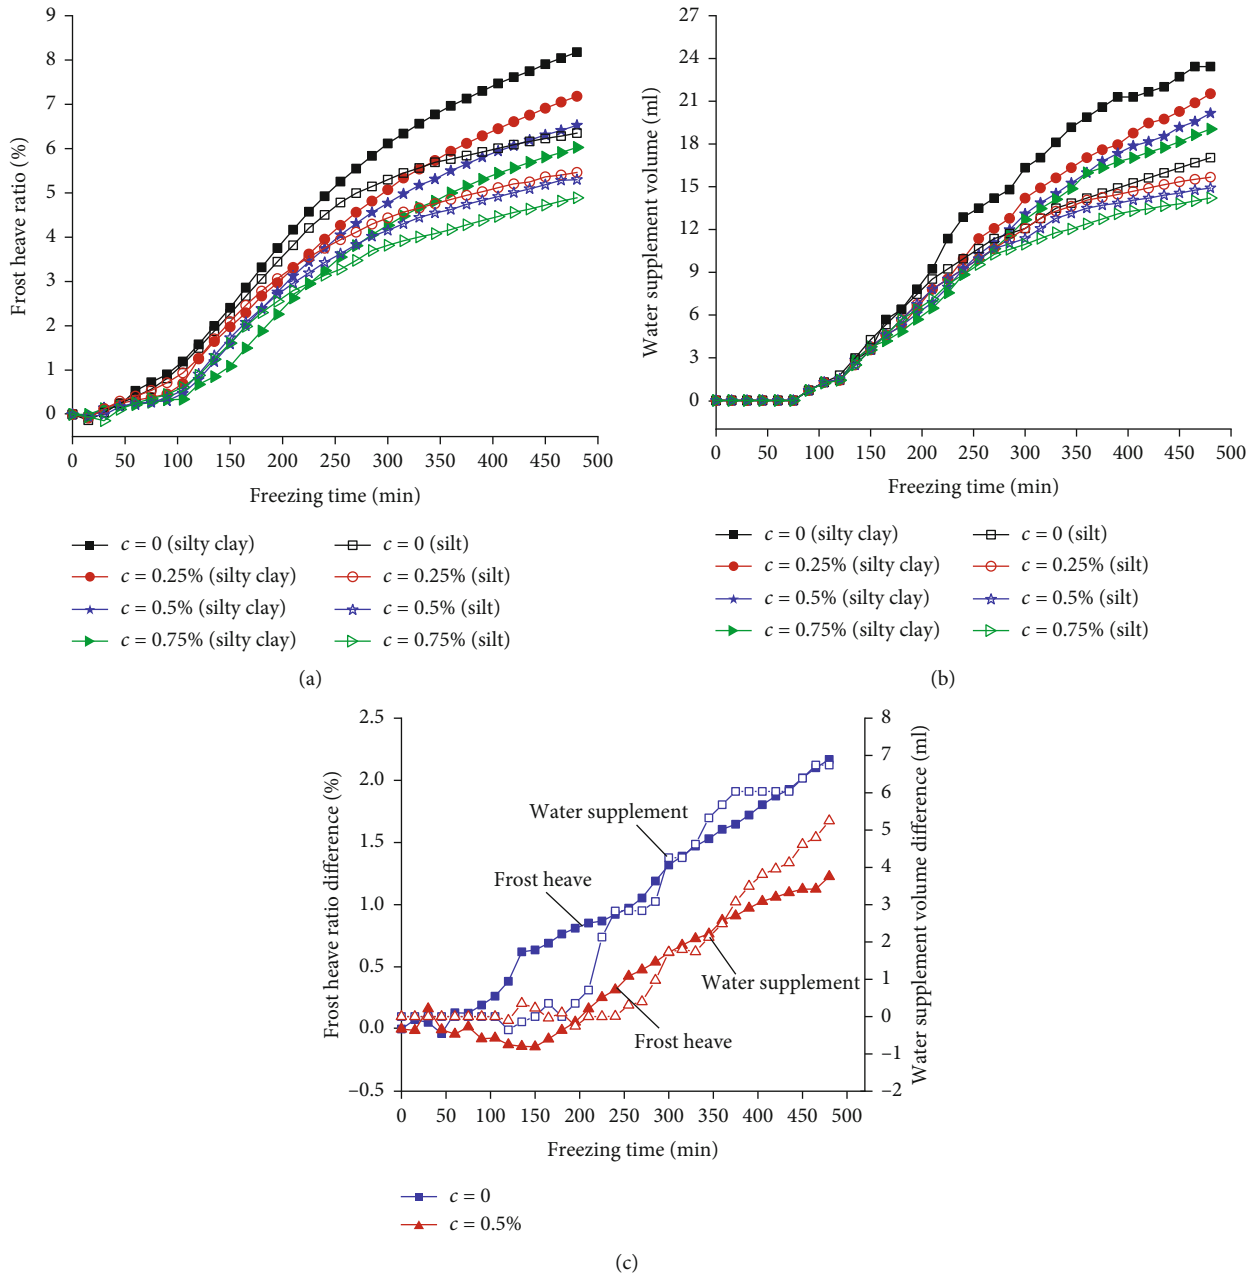 9
8
7
6
5
4
3
2
1
0
Frost heave ratio (%)
0 50 100 150 200 250 300 350 400 450 500
Freezing time (min)
c = 0 (silty clay)
c = 0.25% (silty clay)
c = 0.5% (silty clay)
c = 0.75% (silty clay)
c = 0 (silt)
c = 0.25% (silt)
c = 0.5% (silt)
c = 0.75% (silt)
(a)
27
24
21
18
15
12
9
6
3
0
Water supplement volume (ml)
0 50 100 150 200 250 300 350 400 450 500
Freezing time (min)
c = 0 (silty clay)
c = 0.25% (silty clay)
c = 0.5% (silty clay)
c = 0.75% (silty clay)
c = 0 (silt)
c = 0.25% (silt)
c = 0.5% (silt)
c = 0.75% (silt)
(b)
2.5
2.0
1.5
1.0
0.5
0.0
–0.5
Frost heave ratio difference (%)
Water supplement
Frost heave
Water supplement
Frost heave
8
7
6
5
4
3
2
1
0
–1
–2
Water supplement volume difference (ml)
0 50 100 150 200 250 300 350 400 450 500
Freezing time (min)
c = 0
c = 0.5%
(c)